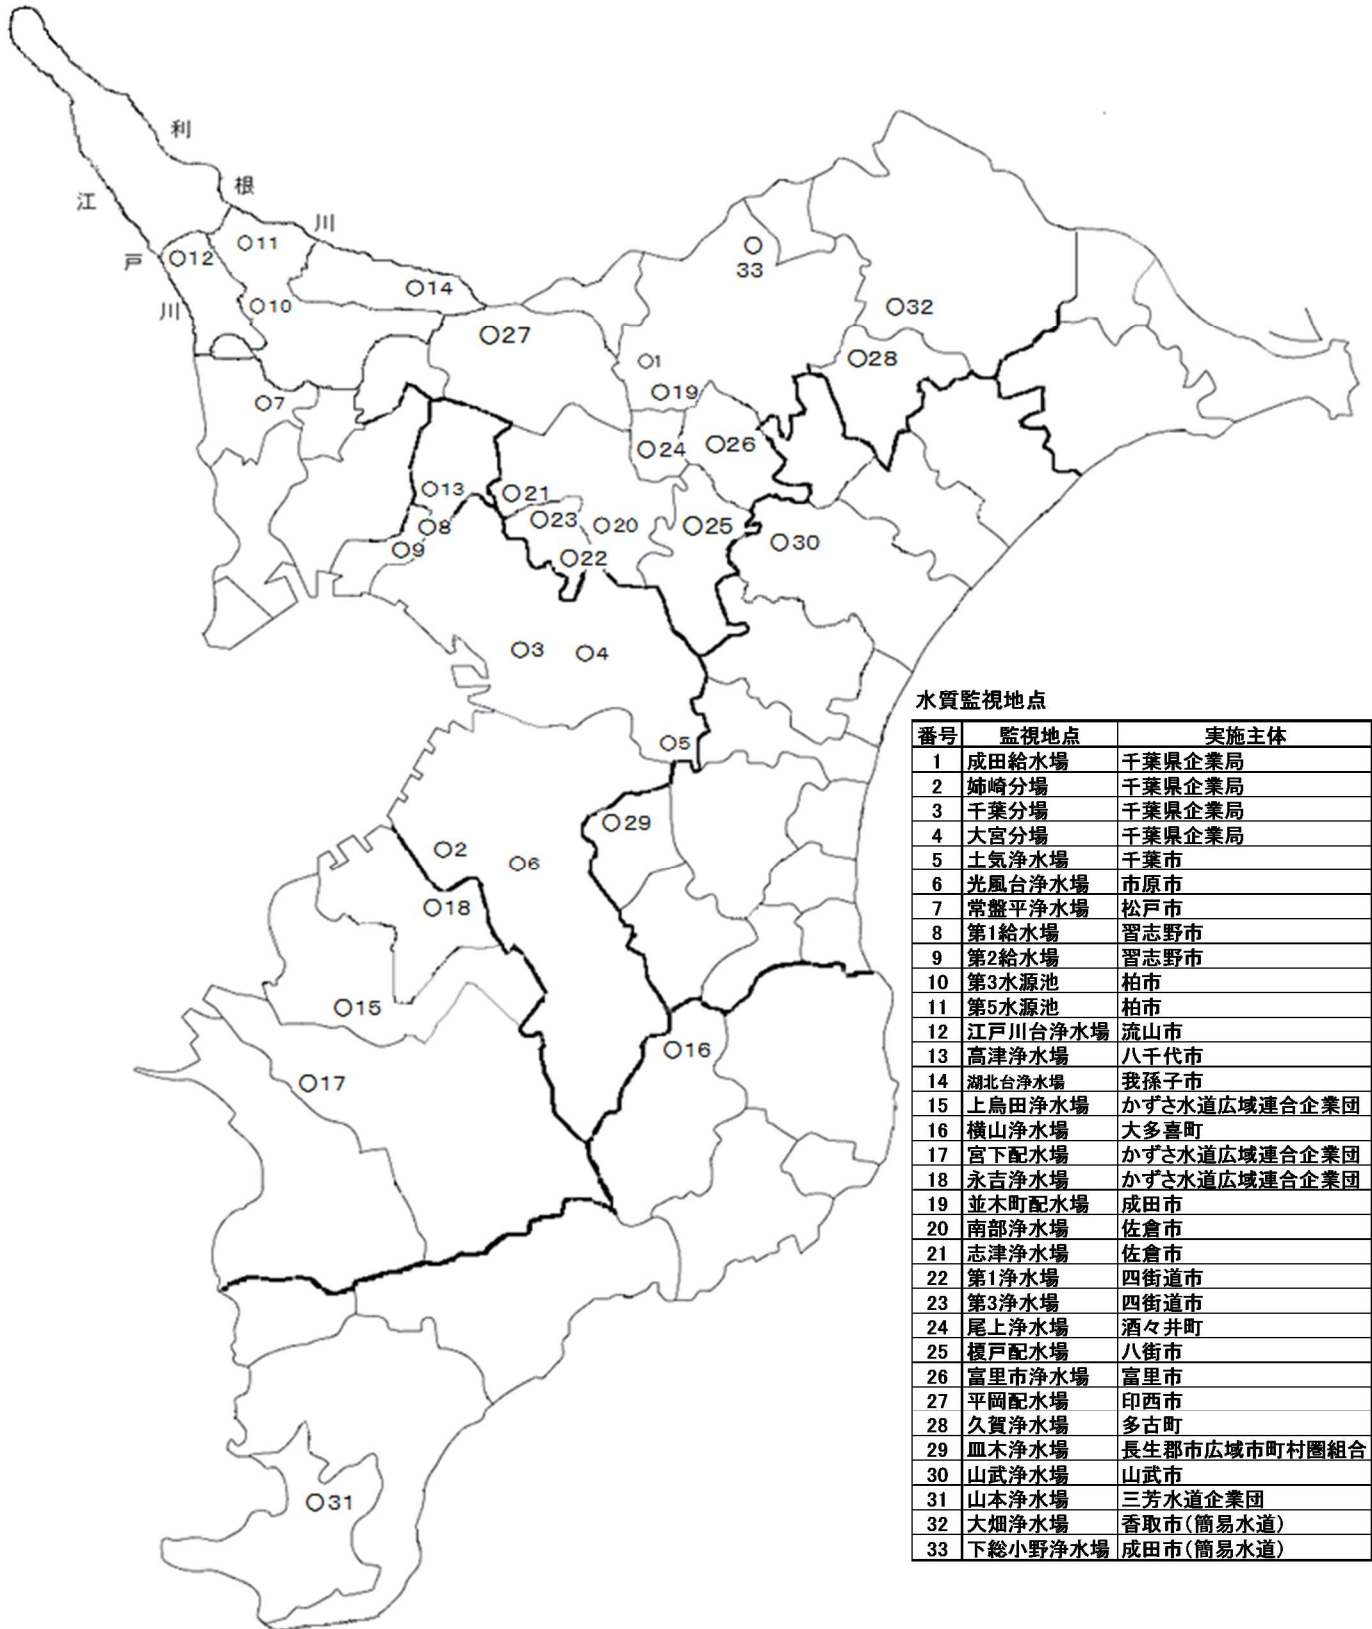 利
根
川
江
戸
川
11
12
33
14
10
32
27
1
28
19
7
24
26
13
21
23
20
25
8
9
22
30
3
4
5
29
2
6
18
15
16
17
31
水質監視地点
番号 監視地点 実施主体
1 成田給水場 千葉県企業局
2 姉崎分場 千葉県企業局
3 千葉分場 千葉県企業局
4 大宮分場 千葉県企業局
5 土気浄水場 千葉市
6 光風台浄水場 市原市
7 常盤平浄水場 松戸市
8 第1給水場 習志野市
9 第2給水場 習志野市
10 第3水源池 柏市
11 第5水源池 柏市
12 江戸川台浄水場 流山市
13 高津浄水場 八千代市
14 湖北台浄水場 我孫子市
15 上烏田浄水場 かずさ水道広域連合企業団
16 横山浄水場 大多喜町
17 宮下配水場 かずさ水道広域連合企業団
18 永吉浄水場 かずさ水道広域連合企業団
19 並木町配水場 成田市
20 南部浄水場 佐倉市
21 志津浄水場 佐倉市
22 第1浄水場 四街道市
23 第3浄水場 四街道市
24 尾上浄水場 酒々井町
25 榎戸配水場 八街市
26 富里市浄水場 富里市
27 平岡配水場 印西市
28 久賀浄水場 多古町
29 皿木浄水場 長生郡市広域市町村圏組合
30 山武浄水場 山武市
31 山本浄水場 三芳水道企業団
32 大畑浄水場 香取市(簡易水道)
33 下総小野浄水場 成田市(簡易水道)